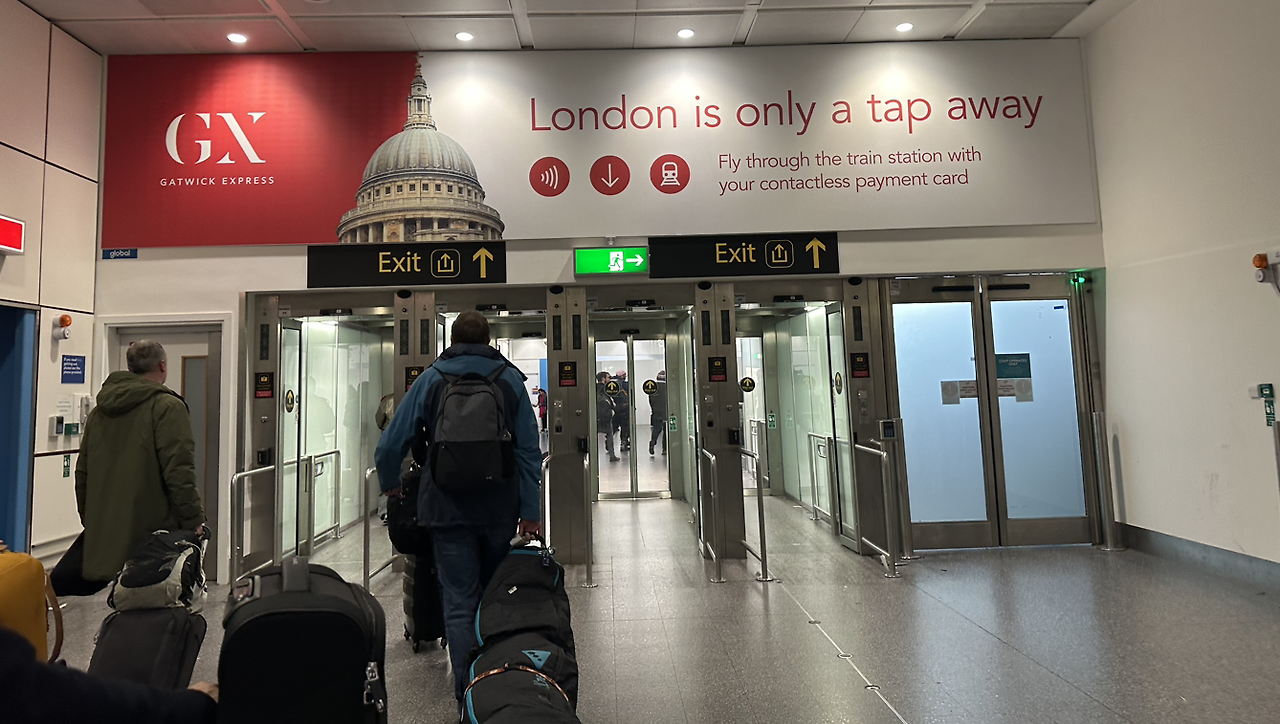 GX
GATWICK EXPRESS
London is only a tap away
Fly through the train station with
your contactless payment card
global
Exit
Exit